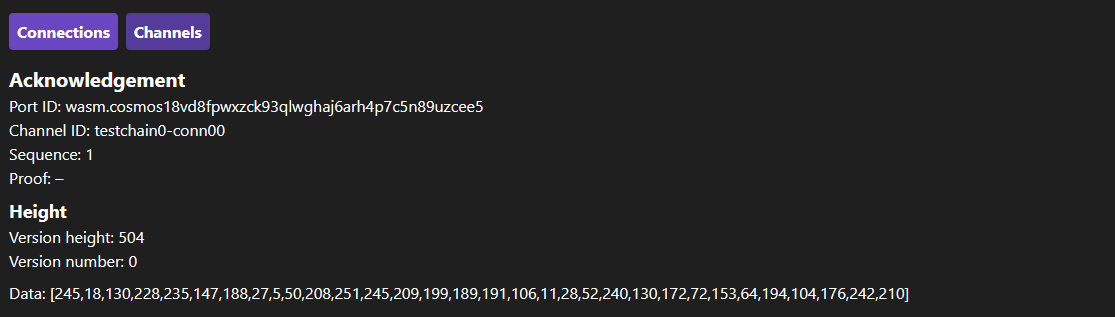 Connections Channels
Acknowledgement
Port ID: wasm.cosmos18vd8fpwxzck93qlwghaj6arh4p7c5n89uzcee5
Channel ID: testchain0-conn00
Sequence: 1
Proof: –
Height
Version height: 504
Version number: 0
Data: [245,18,130,228,235,147,188,27,5,50,208,251,245,209,199,189,191,106,11,28,52,240,130,172,72,153,64,194,104,176,242,210]